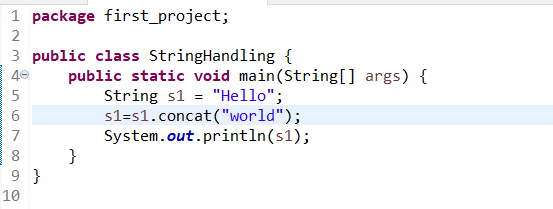 1 package first_project;
2
3 public class StringHandling {
4 public static void main(String[] args) {
5 String s1 = "Hello";
6 s1=s1.concat("world");
7 System.out.println(s1);
8 }
9 }
10